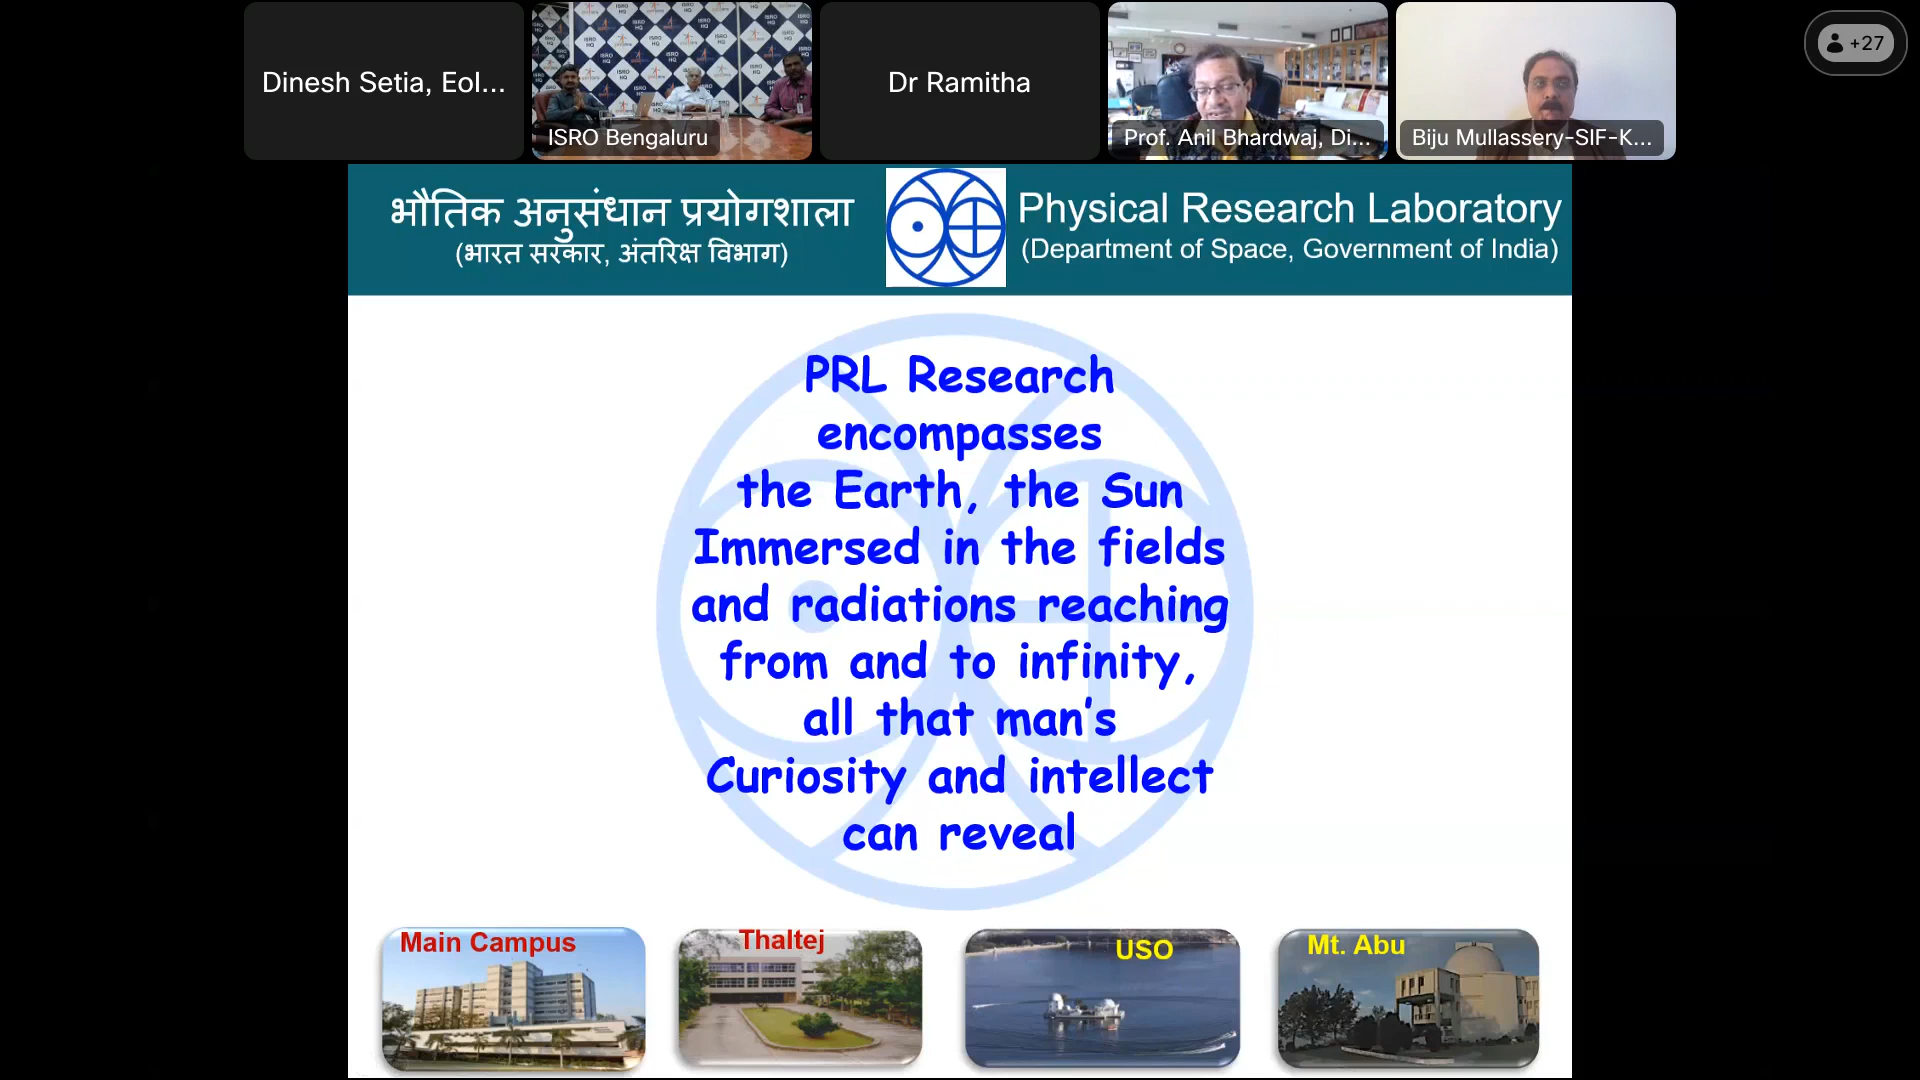 Dinesh Setia, Eol...
ISRO Bengaluru
Dr Ramitha
Prof. Anil Bhardwaj, Di...
Biju Mullassery-SIF-K...
+27
भौतिक अनुसंधान प्रयोगशाला
(भारत सरकार, अंतरिक्ष विभाग)
Physical Research Laboratory
(Department of Space, Government of India)
PRL Research
encompasses
the Earth, the Sun
Immersed in the fields
and radiations reaching
from and to infinity,
all that man's
Curiosity and intellect
can reveal
Main Campus
Thaltej
USO
Mt. Abu